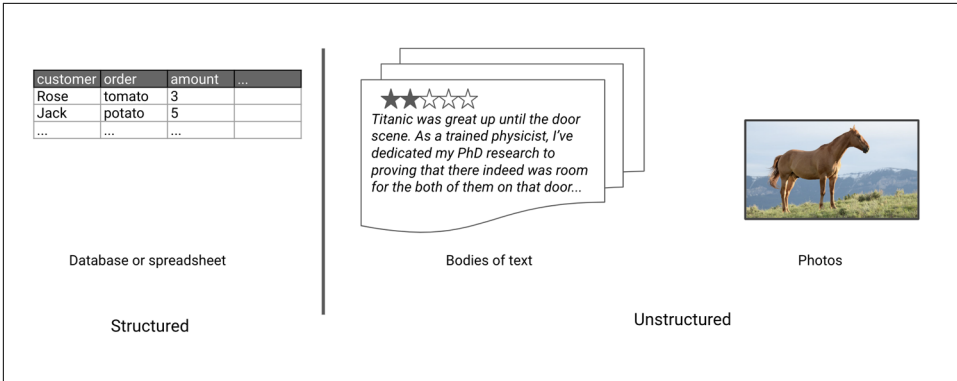 customer order amount ...
Rose tomato 3
Jack potato 5
... ... ...
Titanic was great up until the door
scene. As a trained physicist, I’ve
dedicated my PhD research to
proving that there indeed was room
for the both of them on that door...
Database or spreadsheet
Bodies of text
Photos
Structured
Unstructured